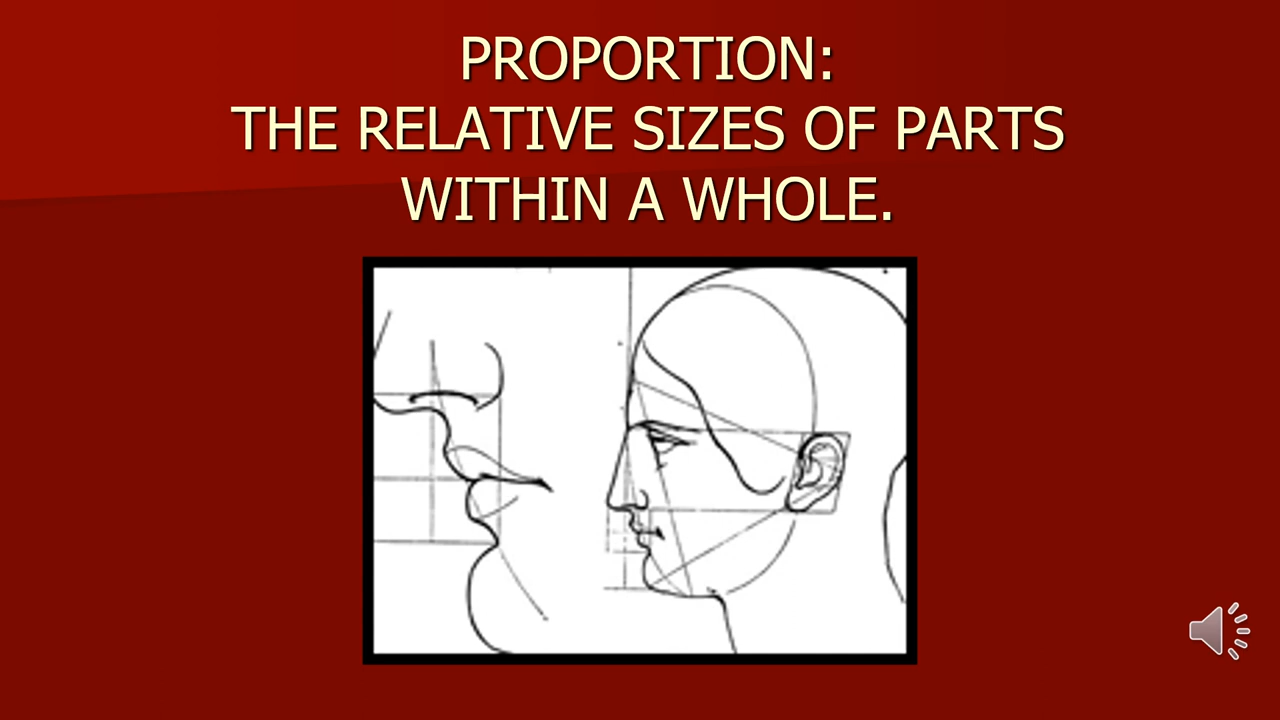 PROPORTION:
THE RELATIVE SIZES OF PARTS
WITHIN A WHOLE.